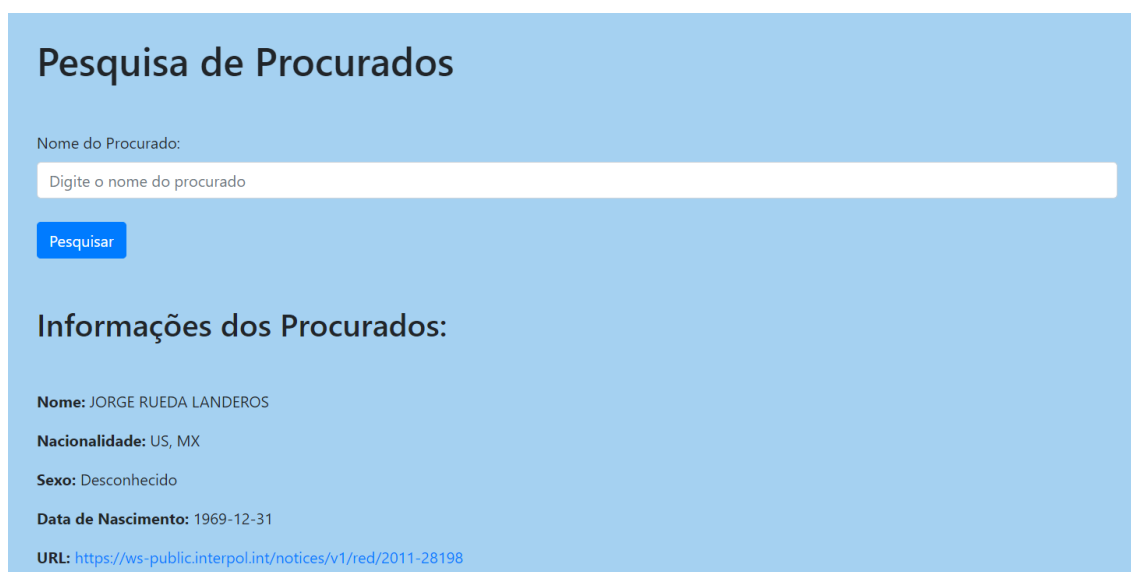 Pesquisa de Procurados
Nome do Procurado:
Digite o nome do procurado
Pesquisar
Informações dos Procurados:
Nome: JORGE RUEDA LANDEROS
Nacionalidade: US, MX
Sexo: Desconhecido
Data de Nascimento: 1969-12-31
URL: https://ws-public.interpol.int/notices/v1/red/2011-28198